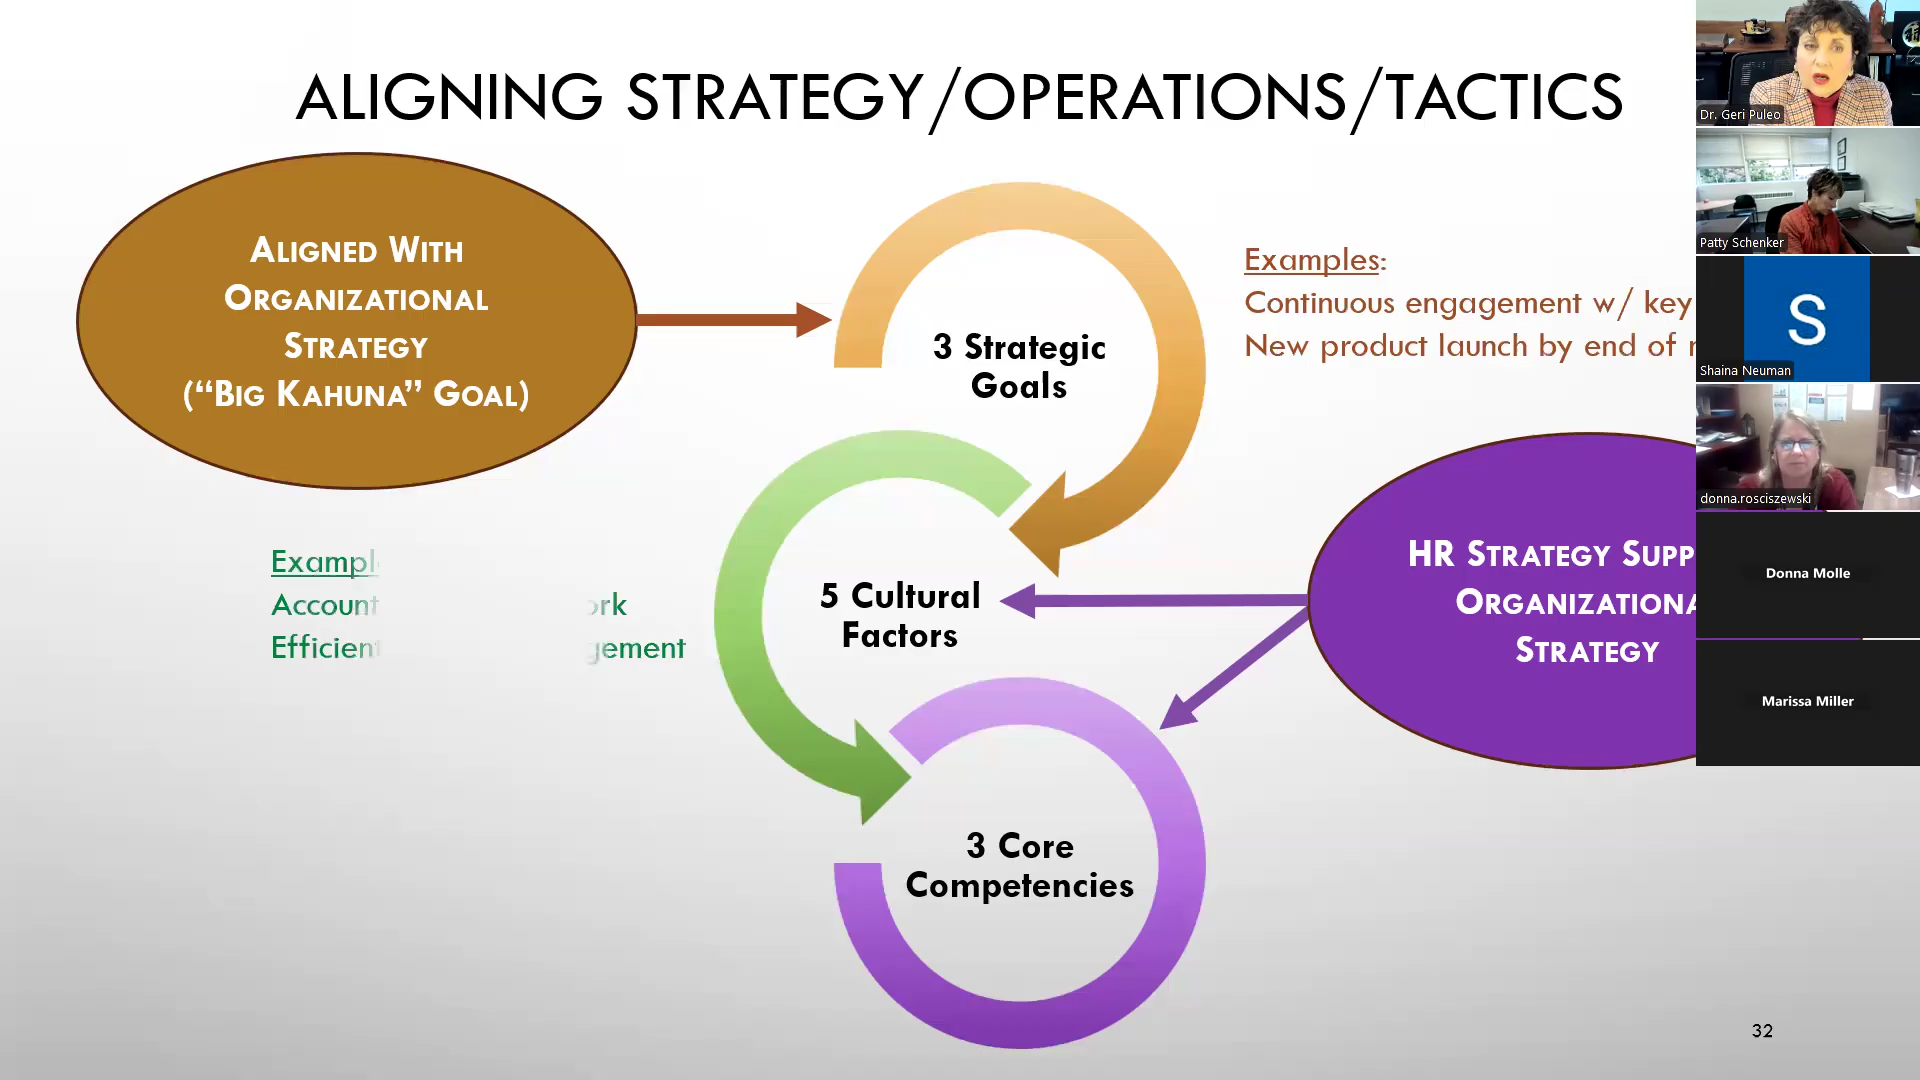 ALIGNING STRATEGY/OPERATIONS/TACTICS
ALIGNED WITH
ORGANIZATIONAL
STRATEGY
(“BIG KAHUNA” GOAL)
3 Strategic
Goals
Examples:
Continuous engagement w/ key
New product launch by end of
5 Cultural
Factors
HR STRATEGY
ORGANIZATIONA
STRATEGY
3 Core
Competencies
32
Dr. Geri Puleo
Patty Schenker
S
Shaina Neuman
donna.rosciszewski
Donna Molle
Marissa Miller